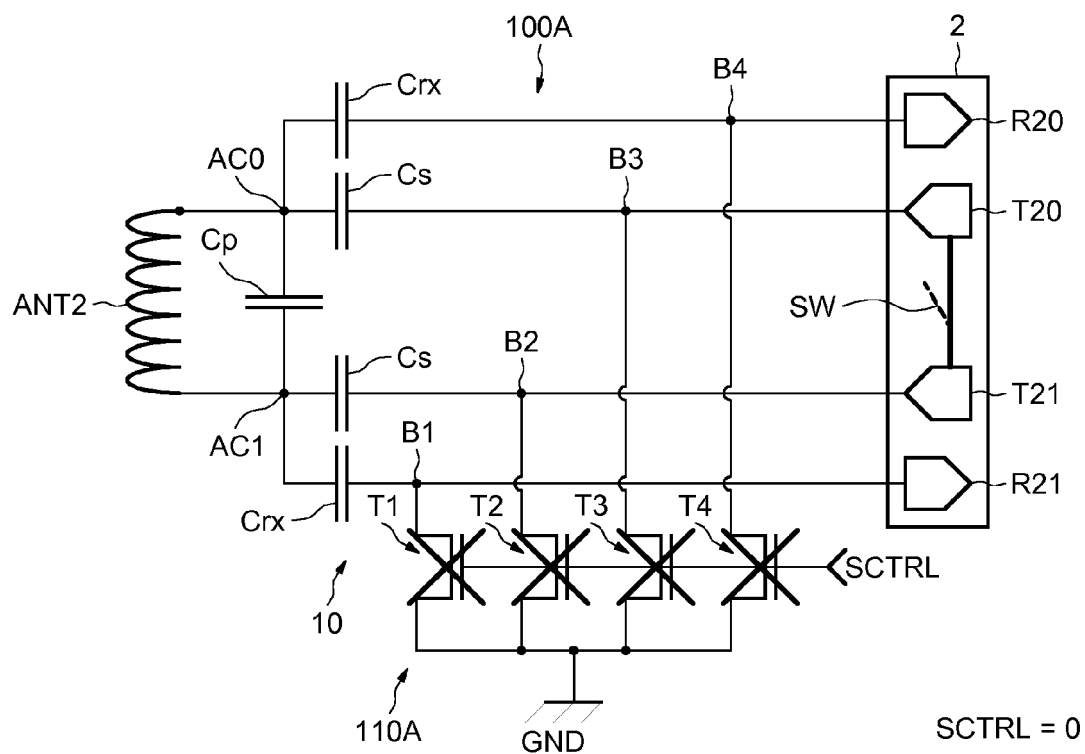 100A
2
Crx
B4
R20
AC0
Cs
B3
T20
Cp
ANT2
SW
Cs
B2
T21
AC1
B1
R21
Crx
T1
T2
T3
T4
SCTRL
10
110A
GND
SCTRL = 0